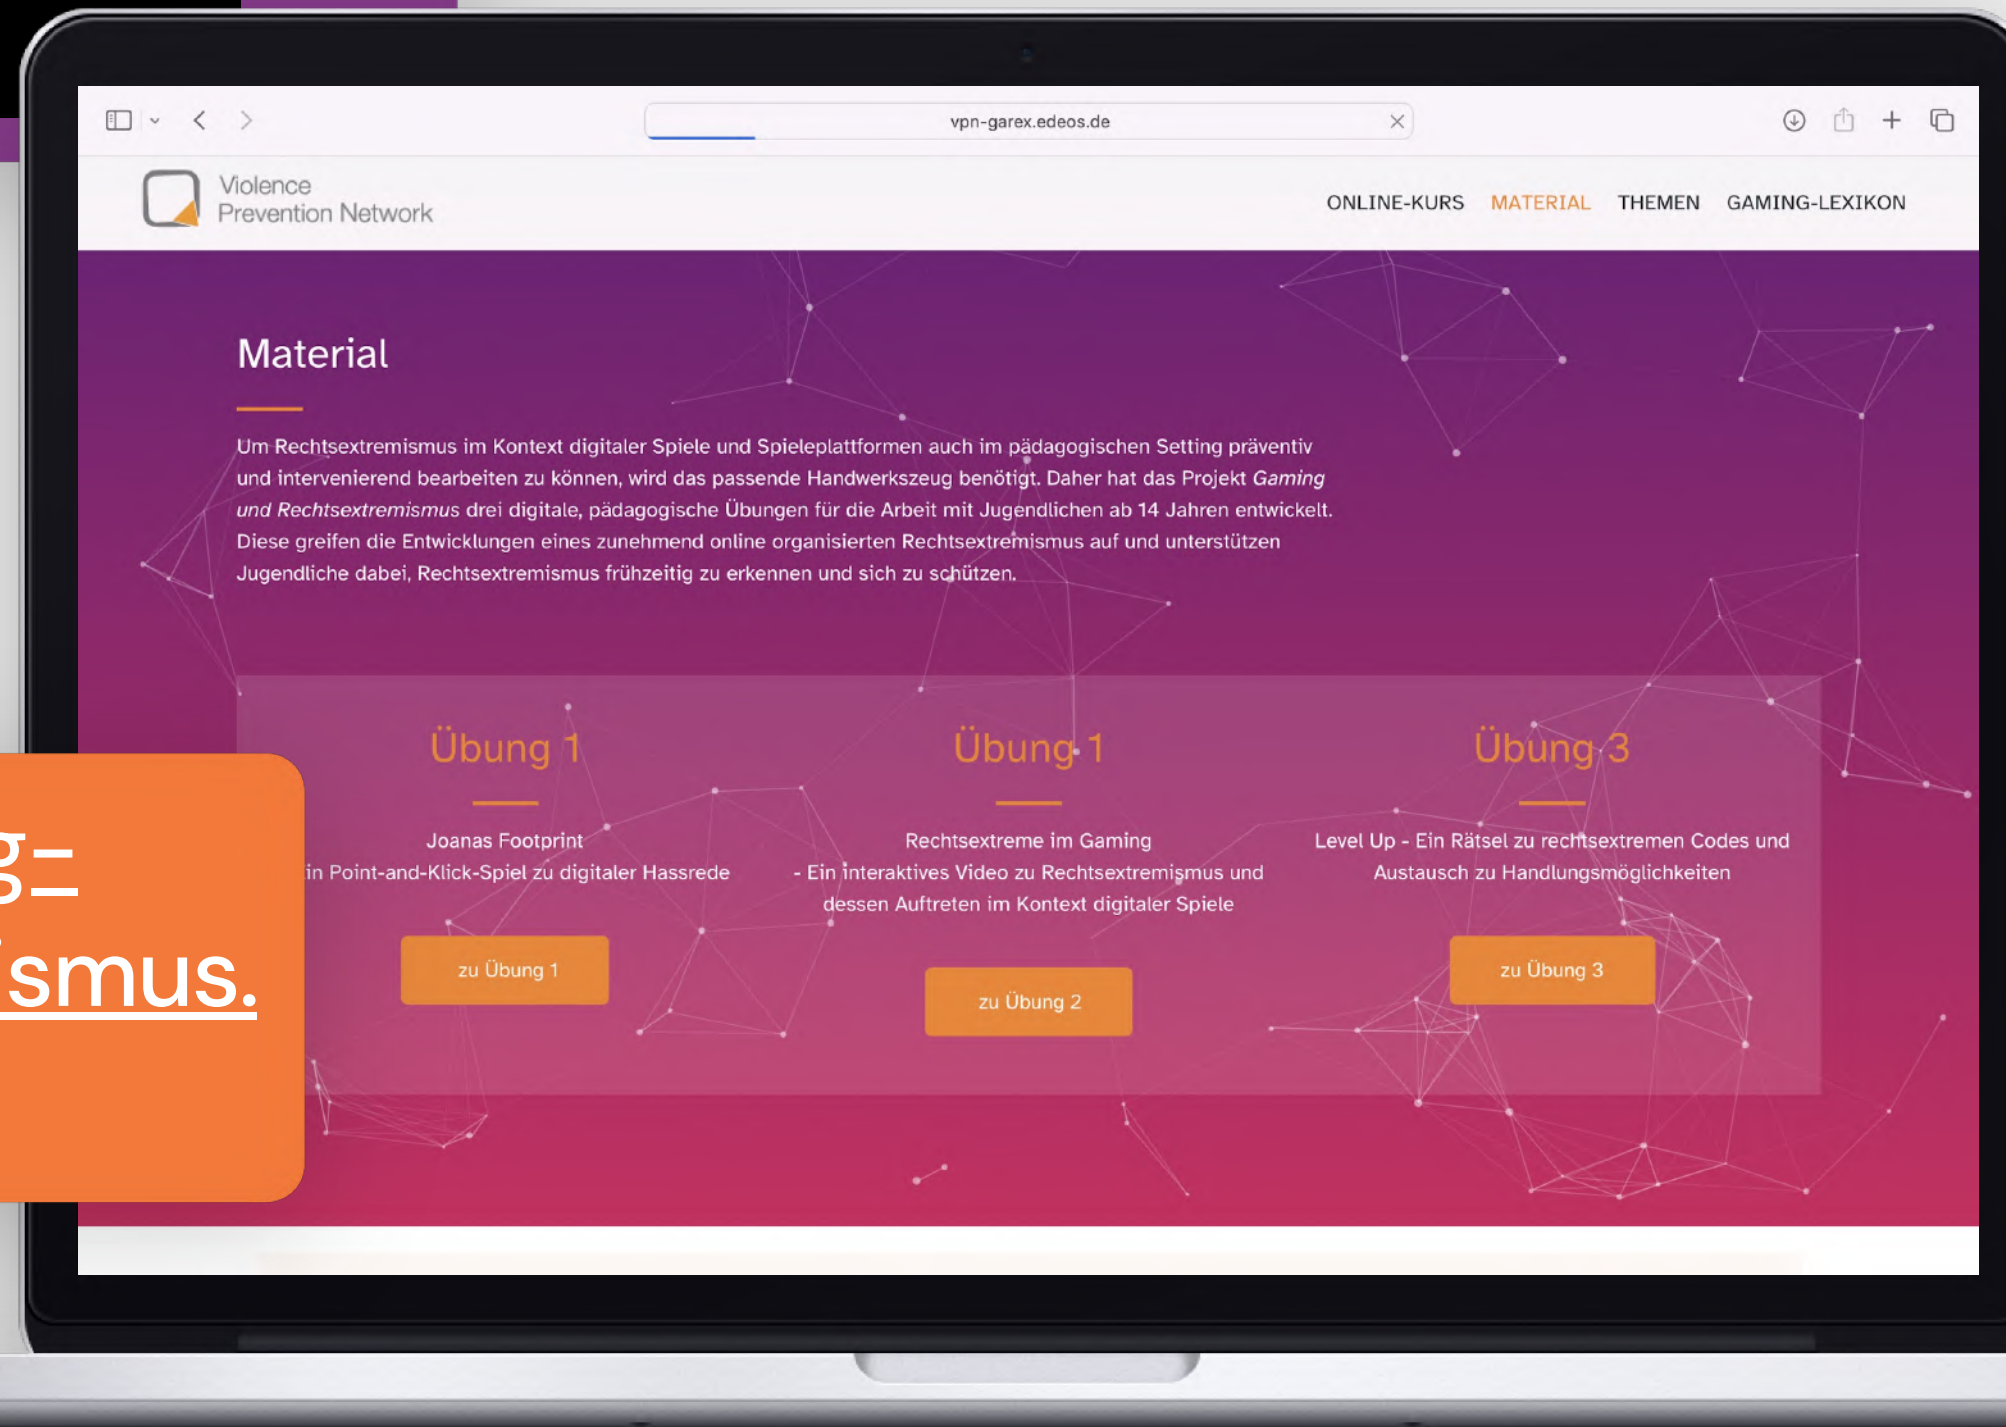 vpn-garex.edeos.de
Violence
Prevention Network
ONLINE-KURS MATERIAL THEMEN GAMING-LEXIKON
Material
Um Rechtsextremismus im Kontext digitaler Spiele und Spieleplattformen auch im pädagogischen Setting präventiv
und intervenierend bearbeiten zu können, wird das passende Handwerkszeug benötigt. Daher hat das Projekt Gaming
und Rechtsextremismus drei digitale, pädagogische Übungen für die Arbeit mit Jugendlichen ab 14 Jahren entwickelt.
Diese greifen die Entwicklungen eines zunehmend online organisierten Rechtsextremismus auf und unterstützen
Jugendliche dabei, Rechtsextremismus frühzeitig zu erkennen und sich zu schützen.
Übung 1
Joanas Footprint
in Point-and-Klick-Spiel zu digitaler Hassrede
zu Übung 1
Übung 1
Rechtsextreme im Gaming
- Ein interaktives Video zu Rechtsextremismus und
dessen Auftreten im Kontext digitaler Spiele
zu Übung 2
Übung 3
Level Up - Ein Rätsel zu rechtsextremen Codes und
Austausch zu Handlungsmöglichkeiten
zu Übung 3
g-
ismus.